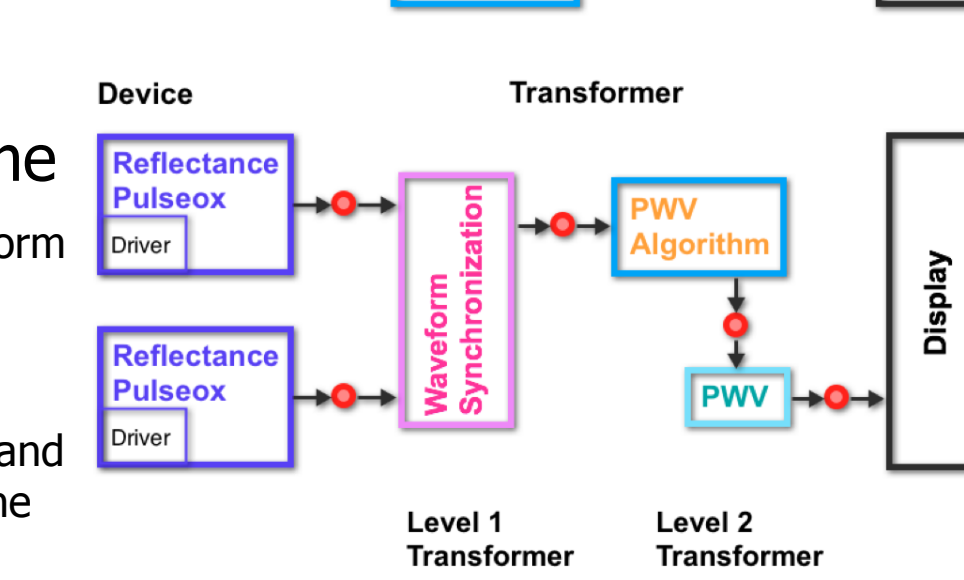 Device
Transformer
ne
orm
and
ne
Reflectance
Pulseox
Driver
Reflectance
Pulseox
Driver
Waveform
Synchronization
PWV
Algorithm
PWV
Display
Level 1
Transformer
Level 2
Transformer